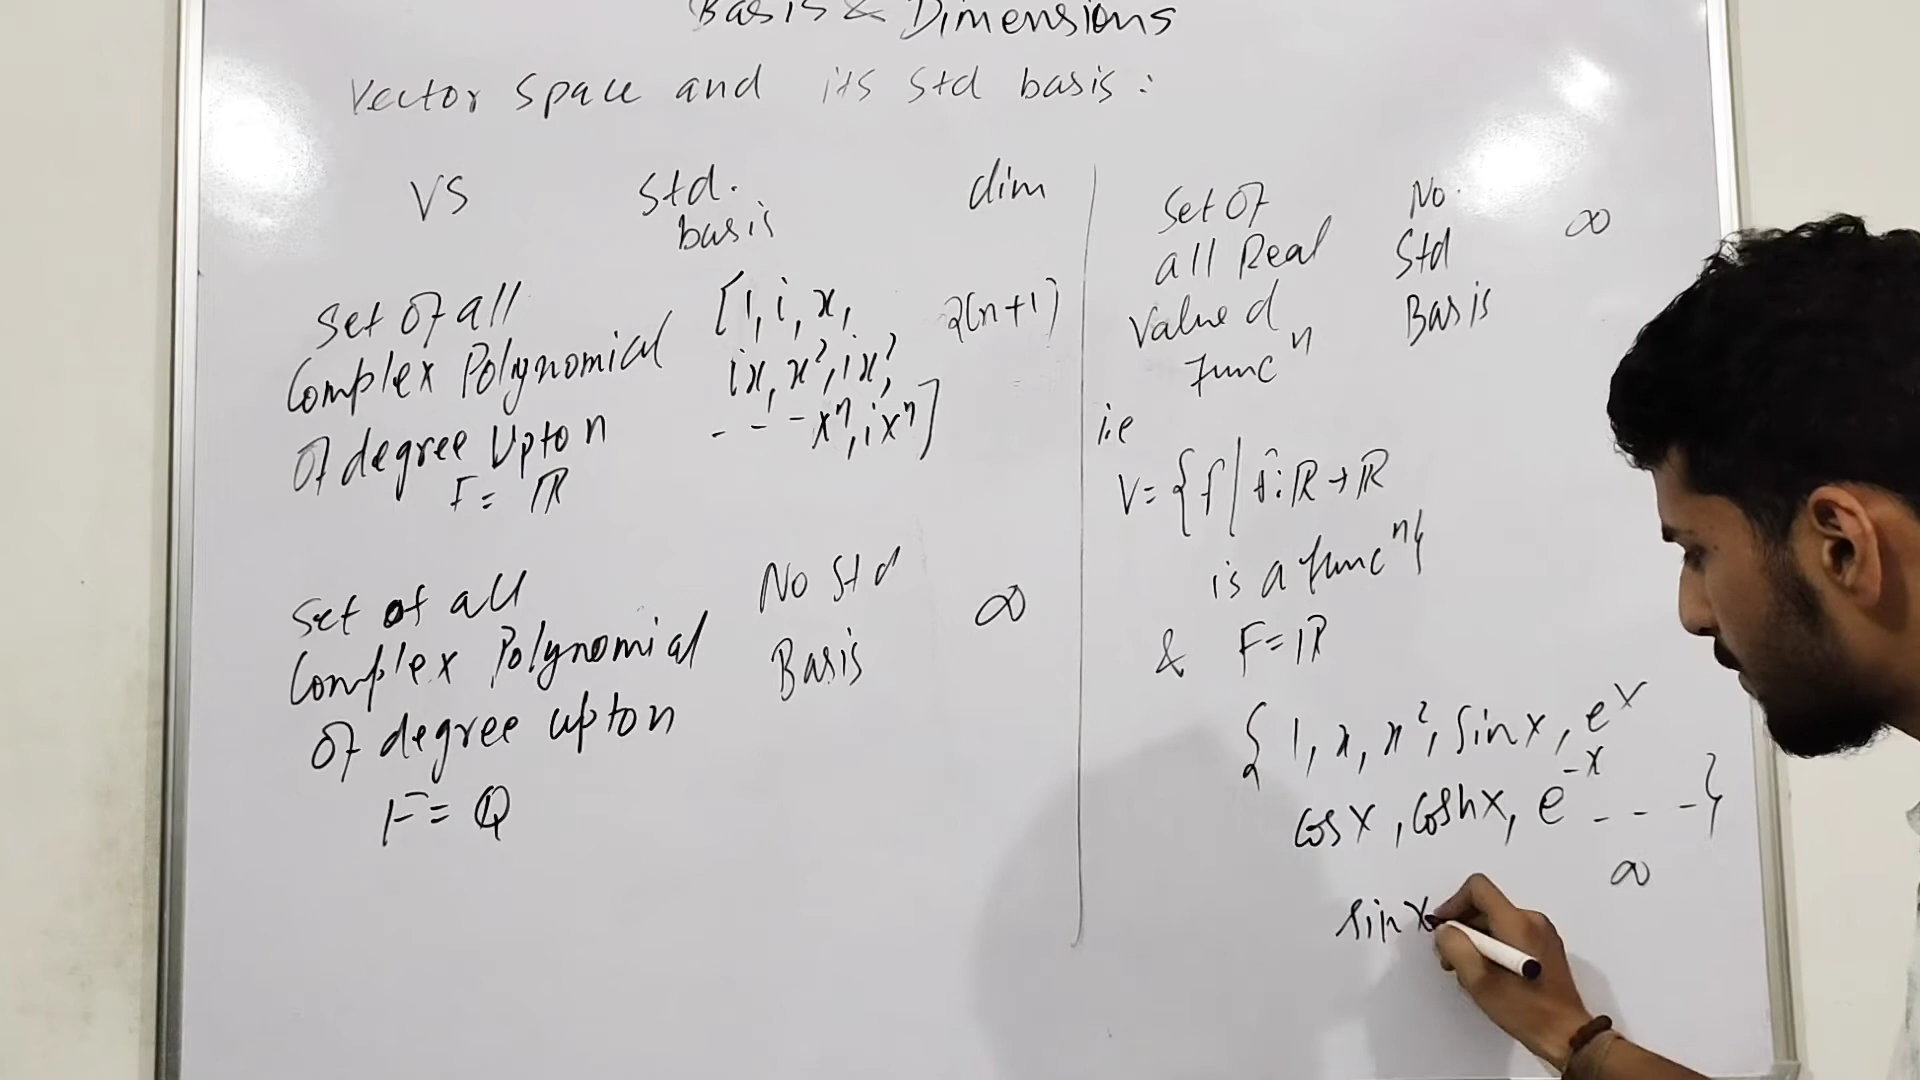 Basis & Dimensions
Vector space and its std basis :
VS std. basis dim
Set of all
Complex Polynomial
Of degree Upto n
F = ℝ
[1, i, x,
ix, x², ix²,
- - - xⁿ, ixⁿ]
2(n+1)
Set of all
Complex Polynomial
Of degree upto n
F = ℚ
No Std
Basis
∞
Set Of
all Real
Valued
Funcⁿ
No.
Std
Basis
∞
i.e
V = {f | f: ℝ → ℝ
is a funcⁿ}
& F = ℝ
{ 1, x, x², Sinx, eˣ
Cosx, Coshx, e⁻ˣ - - - }
∞
sinx